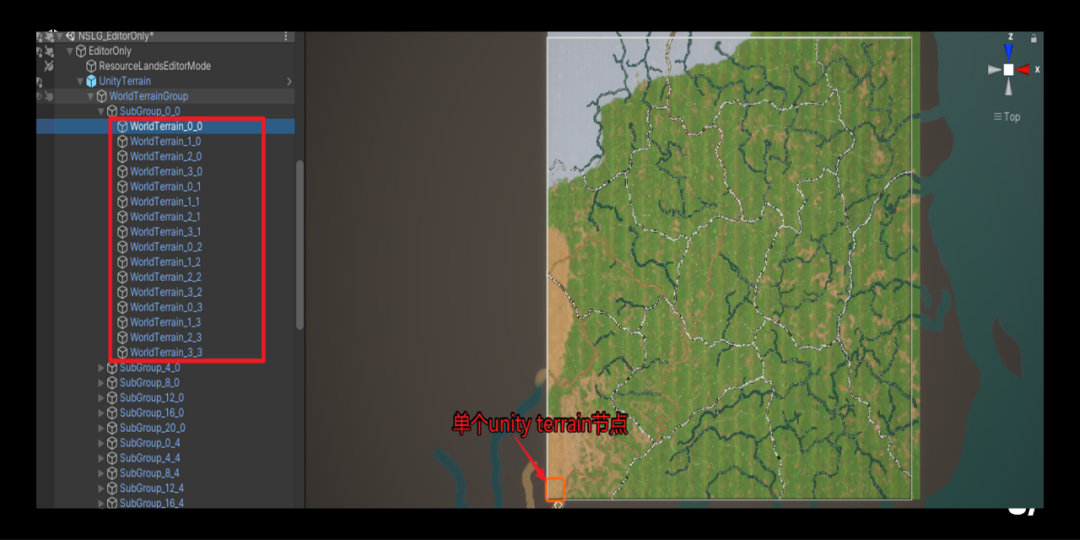 NSLG_EditorOnly*
EditorOnly
ResourceLandsEditorMode
UnityTerrain
WorldTerrainGroup
SubGroup_0_0
WorldTerrain_0_0
WorldTerrain_1_0
WorldTerrain_2_0
WorldTerrain_3_0
WorldTerrain_0_1
WorldTerrain_1_1
WorldTerrain_2_1
WorldTerrain_3_1
WorldTerrain_0_2
WorldTerrain_1_2
WorldTerrain_2_2
WorldTerrain_3_2
WorldTerrain_0_3
WorldTerrain_1_3
WorldTerrain_2_3
WorldTerrain_3_3
SubGroup_4_0
SubGroup_8_0
SubGroup_12_0
SubGroup_16_0
SubGroup_20_0
SubGroup_0_4
SubGroup_4_4
SubGroup_8_4
SubGroup_12_4
SubGroup_16_4
单个unity terrain节点
z
x
Top